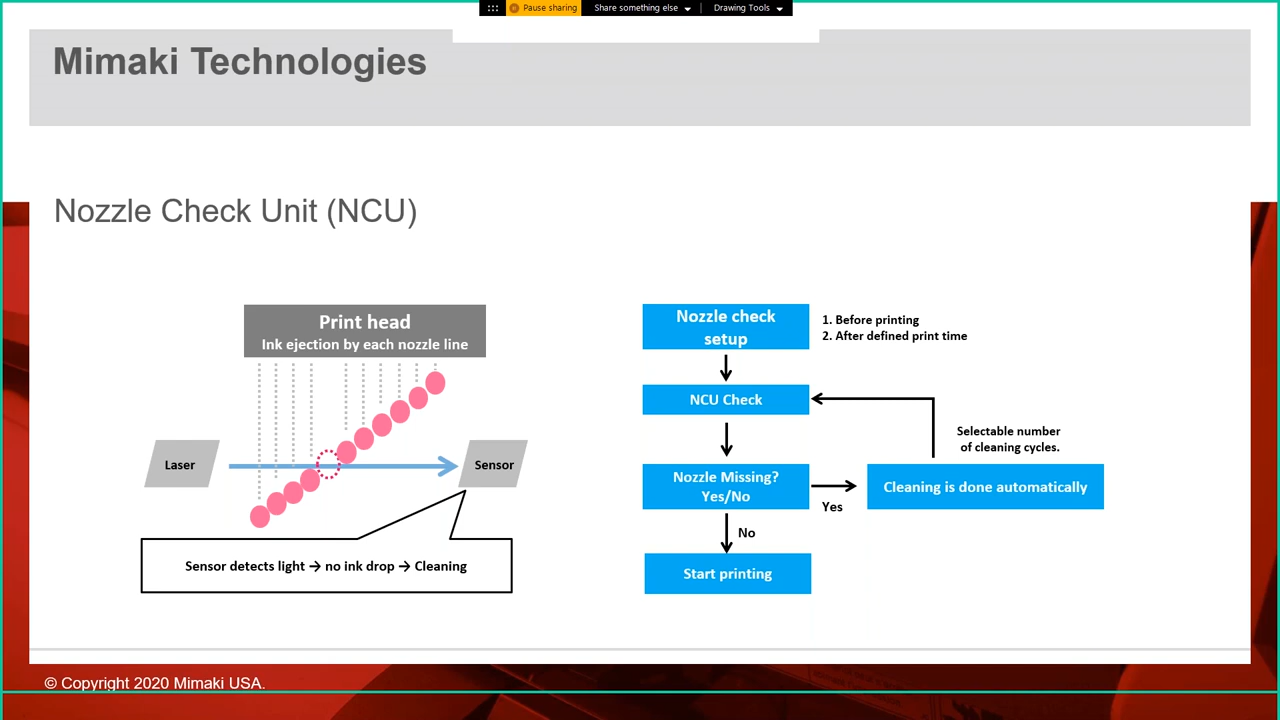 Pause sharing
Share something else
Drawing Tools
Mimaki Technologies
Nozzle Check Unit (NCU)
Print head
Ink ejection by each nozzle line
Laser
Sensor
Sensor detects light → no ink drop → Cleaning
Nozzle check
setup
1. Before printing
2. After defined print time
NCU Check
Selectable number
of cleaning cycles.
Nozzle Missing?
Yes/No
Yes
Cleaning is done automatically
No
Start printing
© Copyright 2020 Mimaki USA.